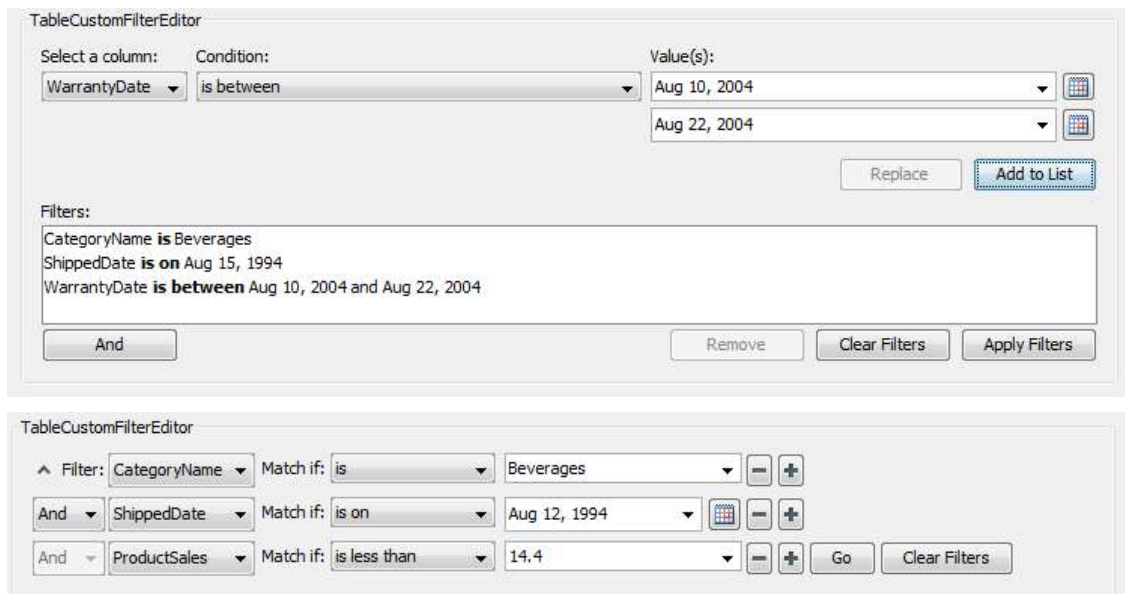 TableCustomFilterEditor
Select a column: Condition: Value(s):
WarrantyDate is between Aug 10, 2004
Aug 22, 2004
Replace Add to List
Filters:
CategoryName is Beverages
ShippedDate is on Aug 15, 1994
WarrantyDate is between Aug 10, 2004 and Aug 22, 2004
And Remove Clear Filters Apply Filters
TableCustomFilterEditor
Filter: CategoryName Match if: is Beverages
And ShippedDate Match if: is on Aug 12, 1994
And ProductSales Match if: is less than 14.4 Go Clear Filters